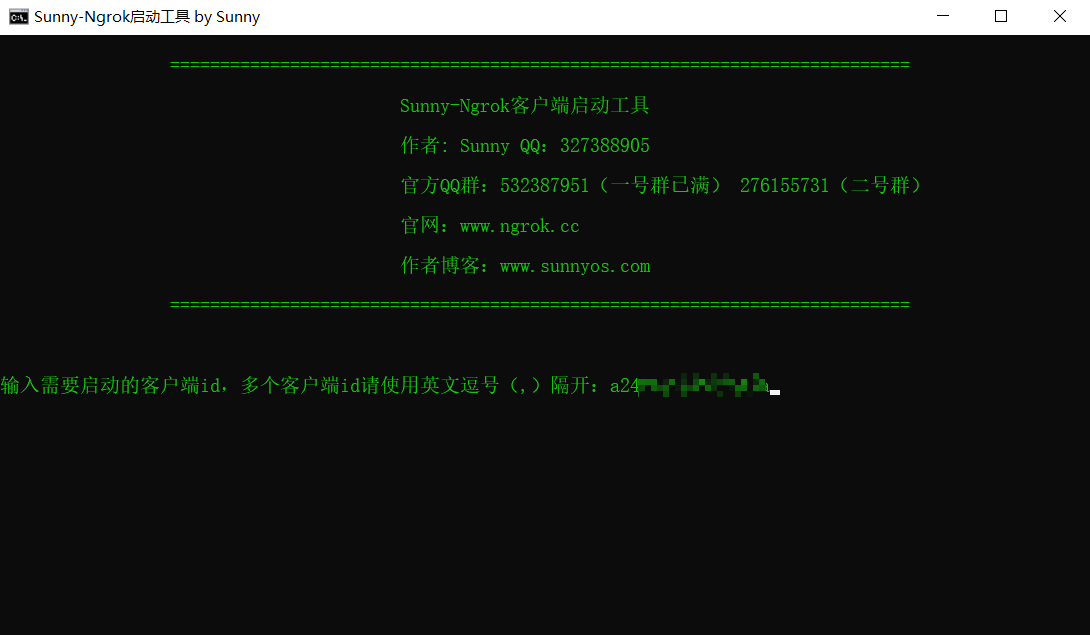 Sunny-Ngrok启动工具 by Sunny
==========================================================================
Sunny-Ngrok客户端启动工具
作者: Sunny QQ：327388905
官方QQ群：532387951（一号群已满） 276155731（二号群）
官网：www.ngrok.cc
作者博客：www.sunnyos.com
==========================================================================
输入需要启动的客户端id，多个客户端id请使用英文逗号（,）隔开：a24